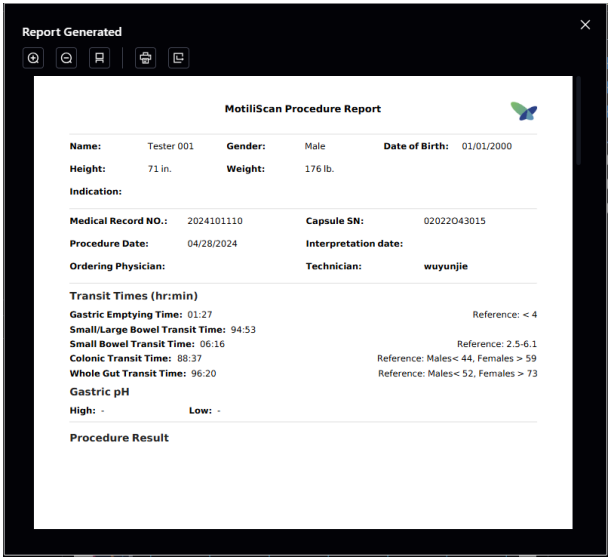 Report Generated
MotiliScan Procedure Report
Name: Tester 001 Gender: Male Date of Birth: 01/01/2000
Height: 71 in. Weight: 176 lb.
Indication:
Medical Record NO.: 2024101110 Capsule SN: 02022O43015
Procedure Date: 04/28/2024 Interpretation date:
Ordering Physician: Technician: wuyunjie
Transit Times (hr:min)
Gastric Emptying Time: 01:27 Reference: < 4
Small/Large Bowel Transit Time: 94:53
Small Bowel Transit Time: 06:16 Reference: 2.5-6.1
Colonic Transit Time: 88:37 Reference: Males< 44, Females > 59
Whole Gut Transit Time: 96:20 Reference: Males< 52, Females > 73
Gastric pH
High: - Low: -
Procedure Result